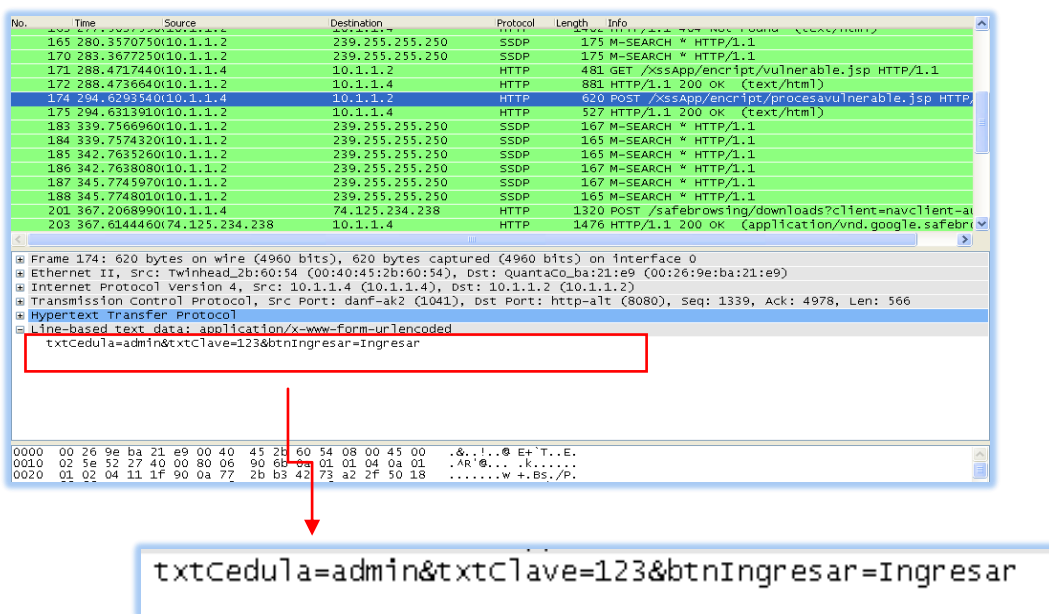 No. Time Source Destination Protocol Length Info
165 280.3570750(10.1.1.2 239.255.255.250 SSDP 175 M-SEARCH * HTTP/1.1
170 283.3677250(10.1.1.2 239.255.255.250 SSDP 175 M-SEARCH * HTTP/1.1
171 288.4717440(10.1.1.4 10.1.1.2 HTTP 481 GET /xssApp/encript/vulnerable.jsp HTTP/1.1
172 288.4736640(10.1.1.2 10.1.1.4 HTTP 881 HTTP/1.1 200 OK (text/html)
174 294.6293540(10.1.1.4 10.1.1.2 HTTP 620 POST /xssApp/encript/procesavulnerable.jsp HTTP/
175 294.6313910(10.1.1.2 10.1.1.4 HTTP 527 HTTP/1.1 200 OK (text/html)
183 339.7566960(10.1.1.2 239.255.255.250 SSDP 167 M-SEARCH * HTTP/1.1
184 339.7574320(10.1.1.2 239.255.255.250 SSDP 165 M-SEARCH * HTTP/1.1
185 342.7635260(10.1.1.2 239.255.255.250 SSDP 165 M-SEARCH * HTTP/1.1
186 342.7638080(10.1.1.2 239.255.255.250 SSDP 167 M-SEARCH * HTTP/1.1
187 345.7745970(10.1.1.2 239.255.255.250 SSDP 167 M-SEARCH * HTTP/1.1
188 345.7748010(10.1.1.2 239.255.255.250 SSDP 165 M-SEARCH * HTTP/1.1
201 367.2068990(10.1.1.4 74.125.234.238 HTTP 1320 POST /safebrowsing/downloads?client=navclient-au
203 367.6144460(74.125.234.238 10.1.1.4 HTTP 1476 HTTP/1.1 200 OK (application/vnd.google.safebr
Frame 174: 620 bytes on wire (4960 bits), 620 bytes captured (4960 bits) on interface 0
Ethernet II, Src: Twinhead_2b:60:54 (00:40:45:2b:60:54), Dst: QuantaCo_ba:21:e9 (00:26:9e:ba:21:e9)
Internet Protocol Version 4, Src: 10.1.1.4 (10.1.1.4), Dst: 10.1.1.2 (10.1.1.2)
Transmission Control Protocol, Src Port: danf-ak2 (1041), Dst Port: http-alt (8080), Seq: 1339, Ack: 4978, Len: 566
Hypertext Transfer Protocol
Line-based text data: application/x-www-form-urlencoded
txtCedula=admin&txtClave=123&btnIngresar=Ingresar
0000 00 26 9e ba 21 e9 00 40 45 2b 60 54 08 00 45 00 .&..!..@ E+`T..E.
0010 02 5e 52 27 40 00 80 06 90 6b 0a 01 01 04 0a 01 .^R'@... .k......
0020 01 02 04 11 1f 90 0a 77 2b b3 42 73 a2 2f 50 18 .......w +.Bs./P.
txtCedula=admin&txtClave=123&btnIngresar=Ingresar